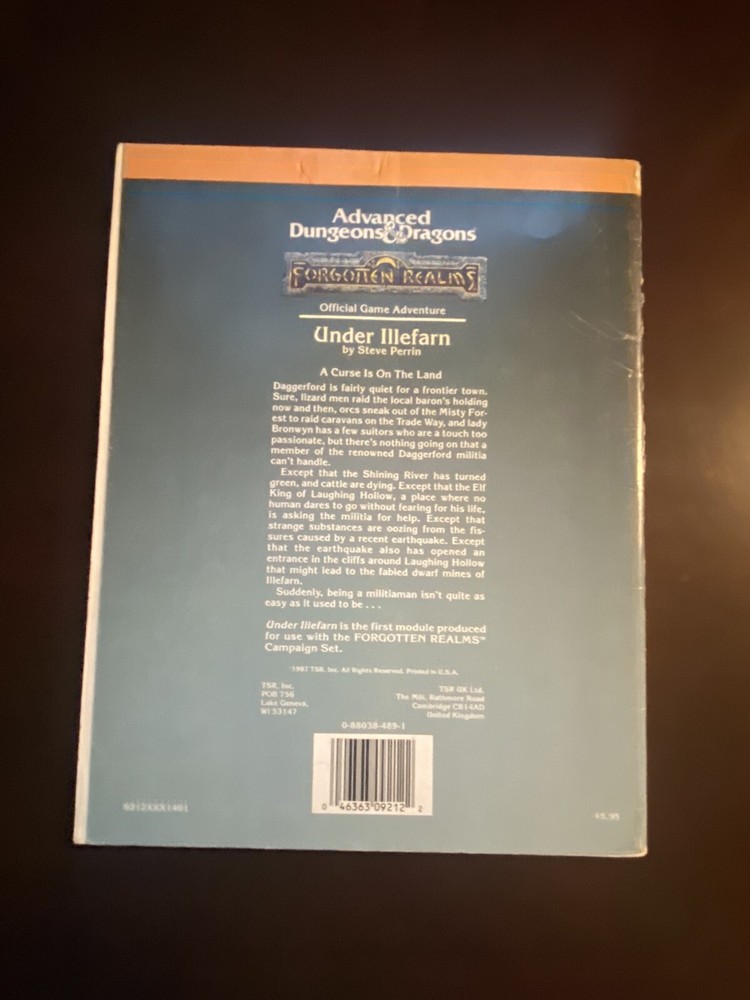 Advanced
Dungeons & Dragons
FORGOTTEN REALMS
Official Game Adventure
Under Illefarn
by Steve Perrin
A Curse Is On The Land
Daggerford is fairly quiet for a frontier town.
Sure, lizard men raid the local baron's holding
now and then, orcs sneak out of the Misty For-
est to raid caravans on the Trade Way, and lady
Bronwyn has a few suitors who are a touch too
passionate, but there's nothing going on that a
member of the renowned Daggerford militia
can't handle.
Except that the Shining River has turned
green, and cattle are dying. Except that the Elf
King of Laughing Hollow, a place where no
human dares to go without fearing for his life,
is asking the militia for help. Except that
strange substances are oozing from the fis-
sures caused by a recent earthquake. Except
that the earthquake also has opened an
entrance in the cliffs around Laughing Hollow
that might lead to the fabled dwarf mines of
Illefarn.
Suddenly, being a militiaman isn't quite as
easy as it used to be . . .
Under Illefarn is the first module produced
for use with the FORGOTTEN REALMS™
Campaign Set.
©1987 TSR, Inc. All Rights Reserved. Printed in U.S.A.
TSR, Inc.
POB 756
Lake Geneva,
WI 53147
TSR UK Ltd.
The Mill, Rathmore Road
Cambridge CB1 4AD
United Kingdom
0-88038-489-1
0 46363 09212 2
9212XXX1401
$5.95